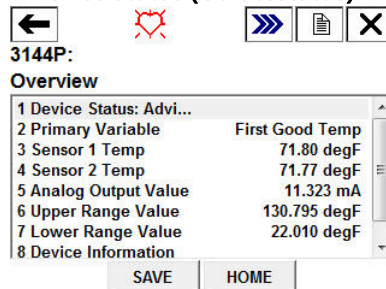 3144P:
Overview
1 Device Status: Advi...
2 Primary Variable First Good Temp
3 Sensor 1 Temp 71.80 degF
4 Sensor 2 Temp 71.77 degF
5 Analog Output Value 11.323 mA
6 Upper Range Value 130.795 degF
7 Lower Range Value 22.010 degF
8 Device Information
SAVE HOME